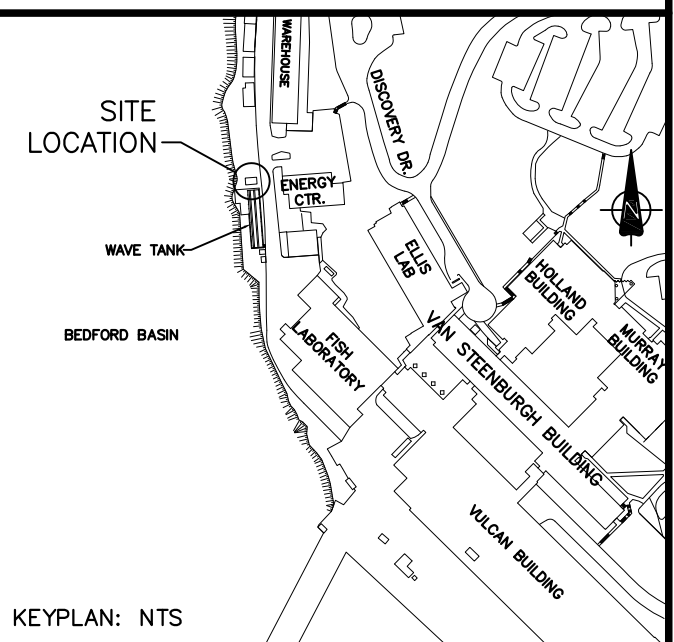 WAREHOUSE
DISCOVERY DR.
SITE
LOCATION
ENERGY
CTR.
N
WAVE TANK
ELLIS
LAB
HOLLAND
BUILDING
BEDFORD BASIN
FISH
LABORATORY
VAN STEENBURGH BUILDING
MURRAY
BUILDING
VULCAN BUILDING
KEYPLAN: NTS